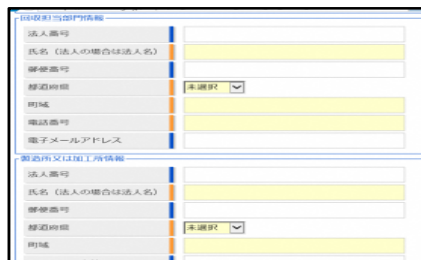 回収担当部門情報
法人番号
氏名（法人の場合は法人名）
郵便番号
都道府県
未選択
町域
電話番号
電子メールアドレス
製造所又は加工所情報
法人番号
氏名（法人の場合は法人名）
郵便番号
都道府県
未選択
町域